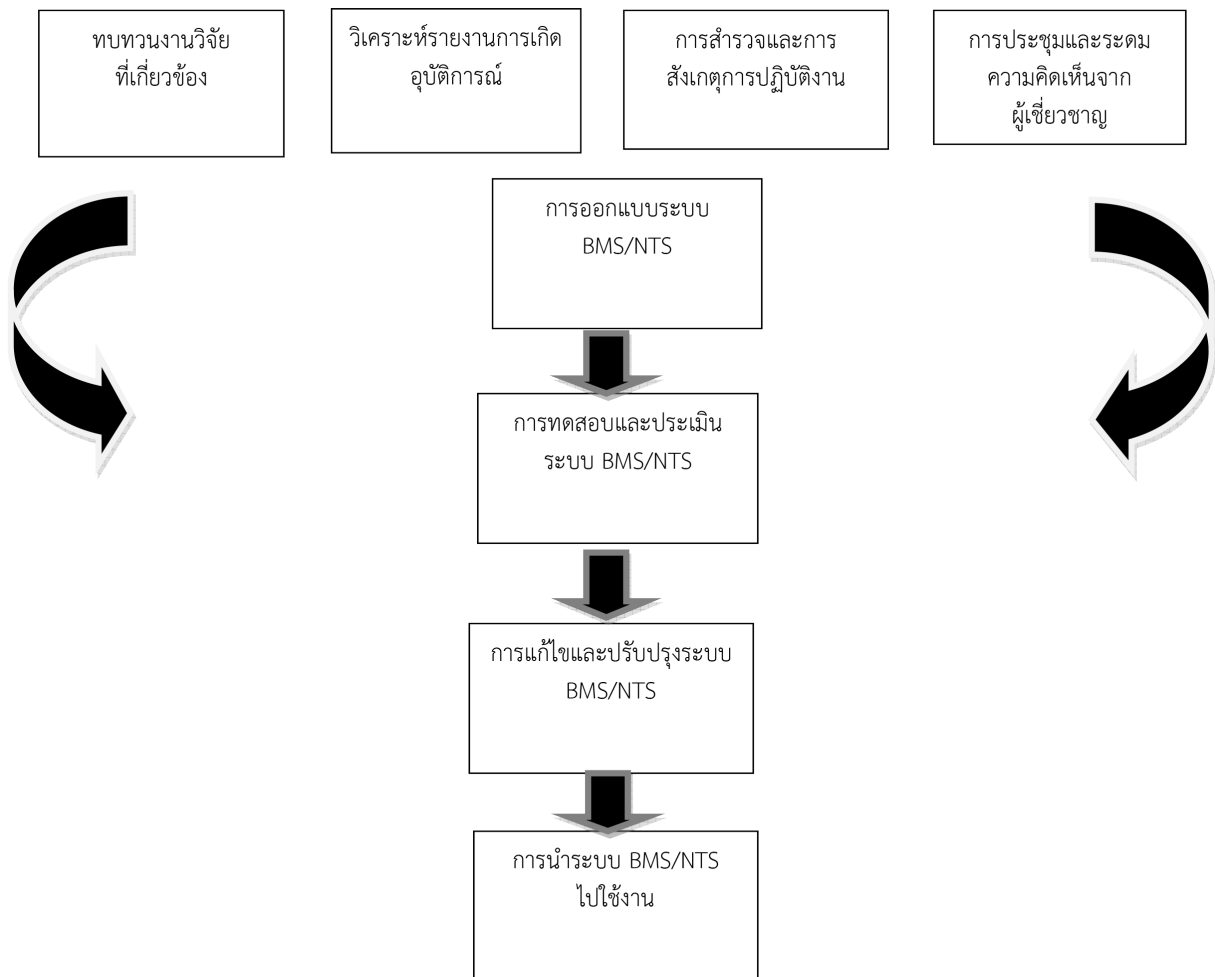 ทบทวนงานวิจัย
ที่เกี่ยวข้อง
วิเคราะห์รายงานการเกิด
อุบัติการณ์
การสำรวจและการ
สังเกตุการปฏิบัติงาน
การประชุมและระดม
ความคิดเห็นจาก
ผู้เชี่ยวชาญ
การออกแบบระบบ
BMS/NTS
การทดสอบและประเมิน
ระบบ BMS/NTS
การแก้ไขและปรับปรุงระบบ
BMS/NTS
การนำระบบ BMS/NTS
ไปใช้งาน